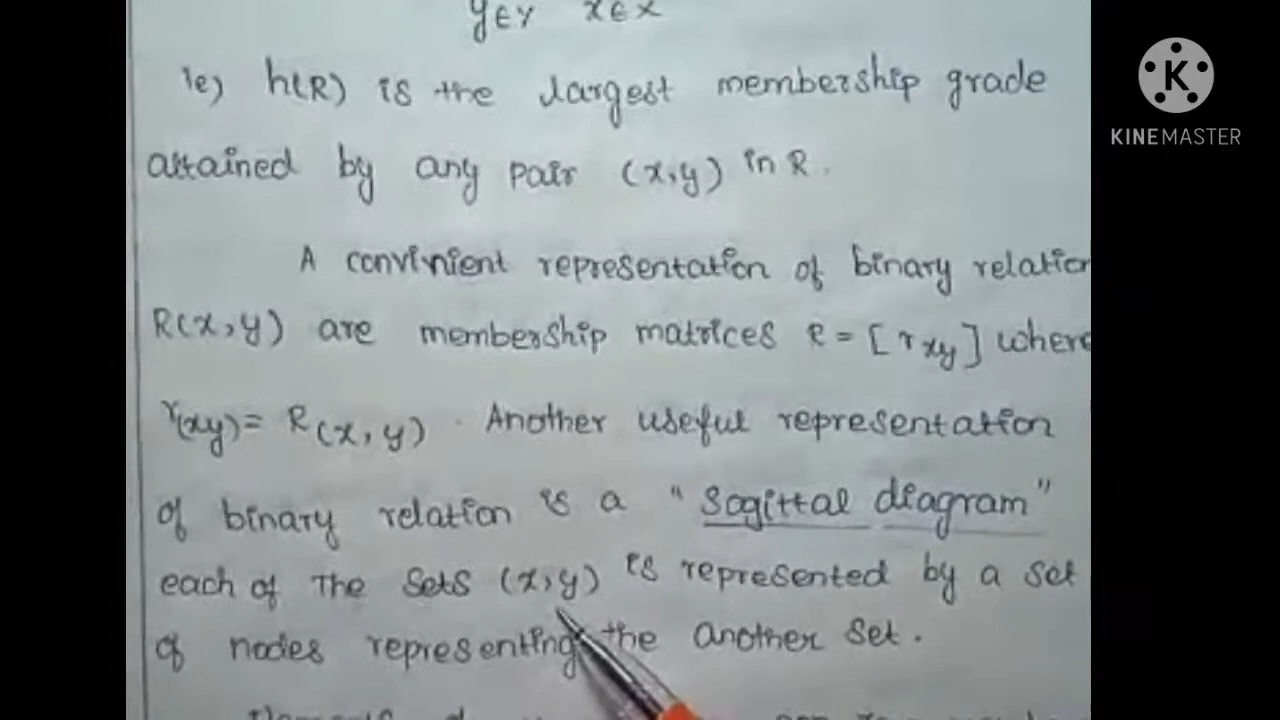 y∈Y x∈X
ie) h(R) is the largest membership grade
attained by any pair (x,y) in R.
A convinient representation of binary relation
R(x,y) are membership matrices R = [rxy] where
r(xy) = R(x,y). Another useful representation
of binary relation is a "Sagittal diagram"
each of The sets (x,y) is represented by a set
of nodes representing the another set.
KINEMASTER